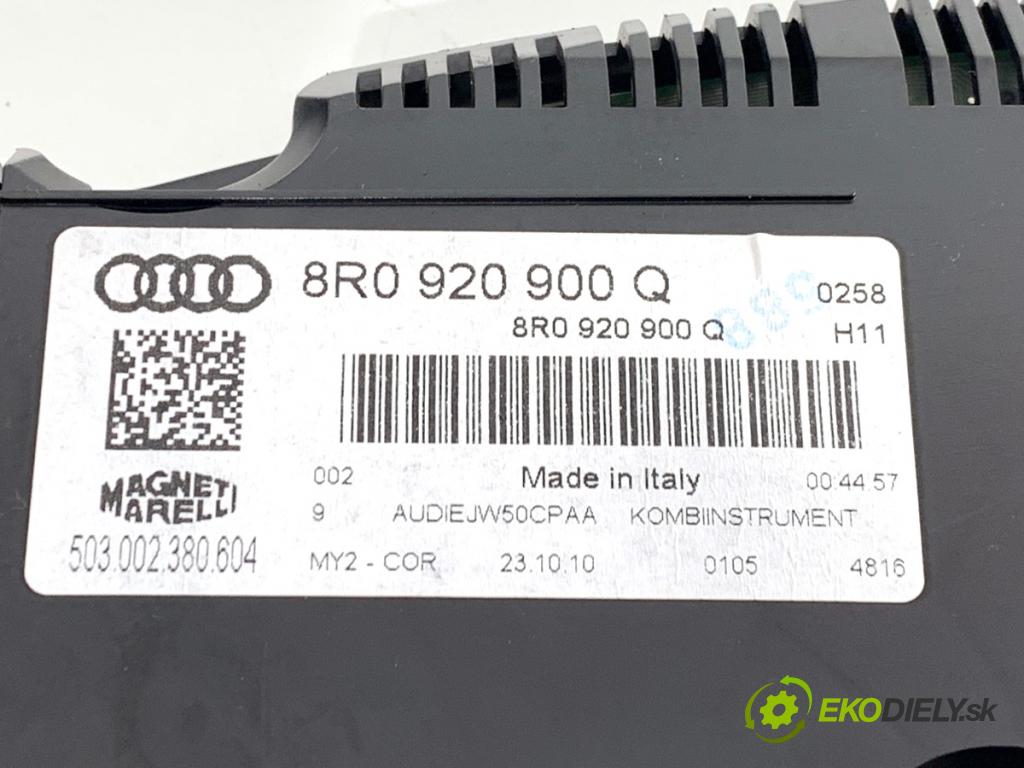 8R0 920 900 Q
0258
8R0 920 900 Q
H11
002 Made in Italy 00:44:57
MAGNETI
MARELLI
9 AUDIEJW50CPAA KOMBIINSTRUMENT
503.002.380.604
MY2 - COR 23.10.10 0105 4816
EKODIELY.sk